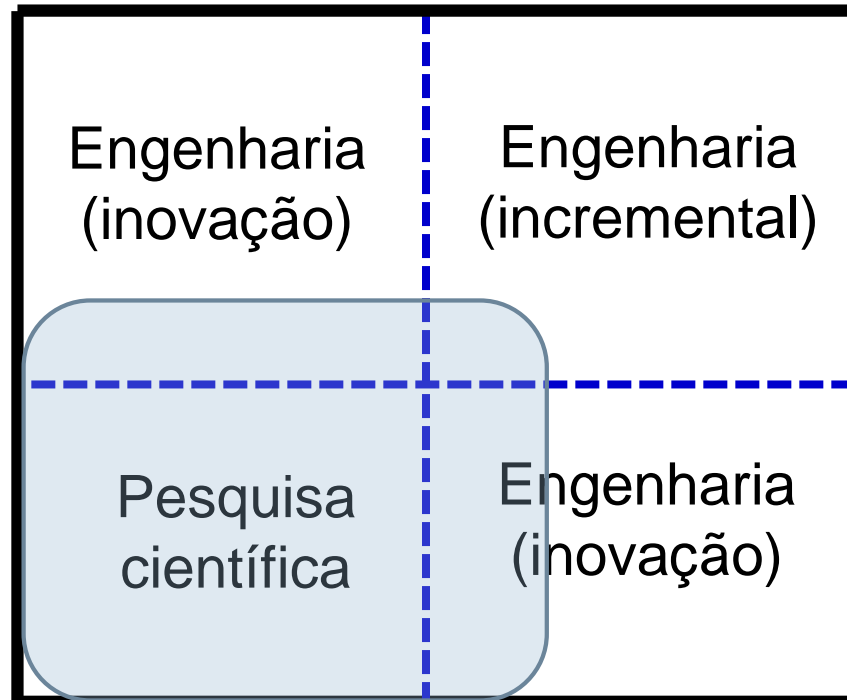 Engenharia
(inovação)
Engenharia
(incremental)
Pesquisa
científica
Engenharia
(inovação)